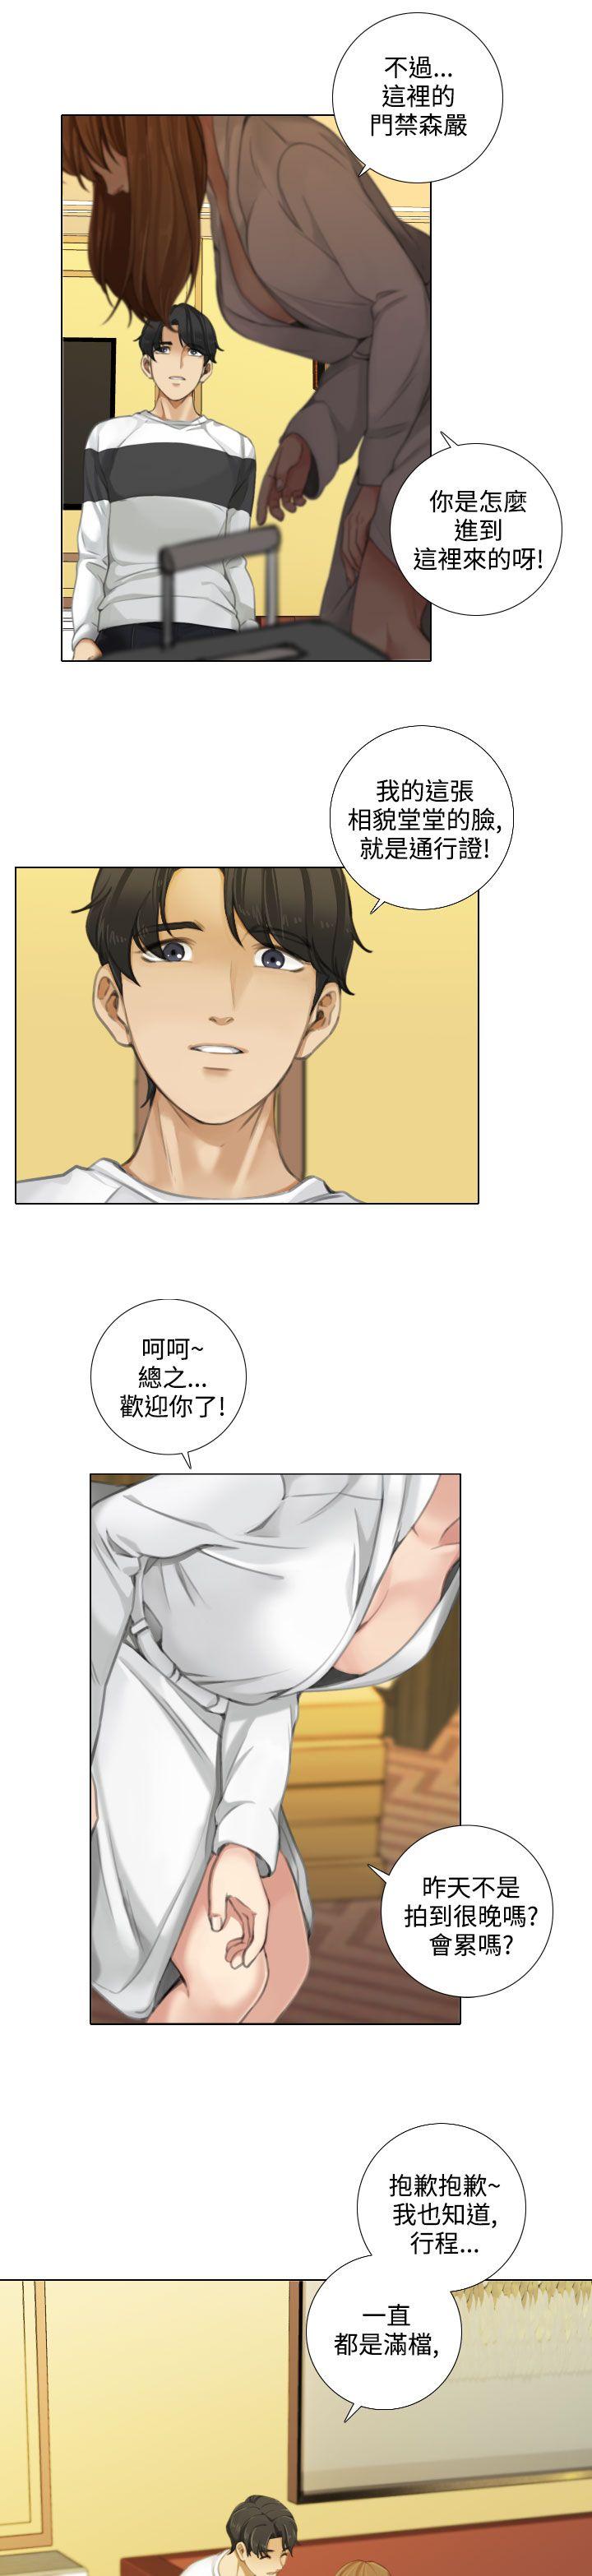 不過...
這裡的
門禁森嚴
你是怎麼
進到
這裡來的呀!
我的這張
相貌堂堂的臉,
就是通行證!
呵呵~
總之...
歡迎你了!
昨天不是
拍到很晚嗎?
會累嗎?
抱歉抱歉~
我也知道,
行程...
一直
都是滿檔,